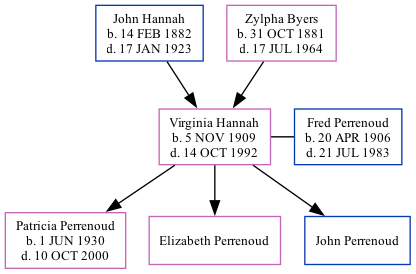 John Hannah
b. 14 FEB 1882
d. 17 JAN 1923
Zylpha Byers
b. 31 OCT 1881
d. 17 JUL 1964
Virginia Hannah
b. 5 NOV 1909
d. 14 OCT 1992
Fred Perrenoud
b. 20 APR 1906
d. 21 JUL 1983
Patricia Perrenoud
b. 1 JUN 1930
d. 10 OCT 2000
Elizabeth Perrenoud
John Perrenoud